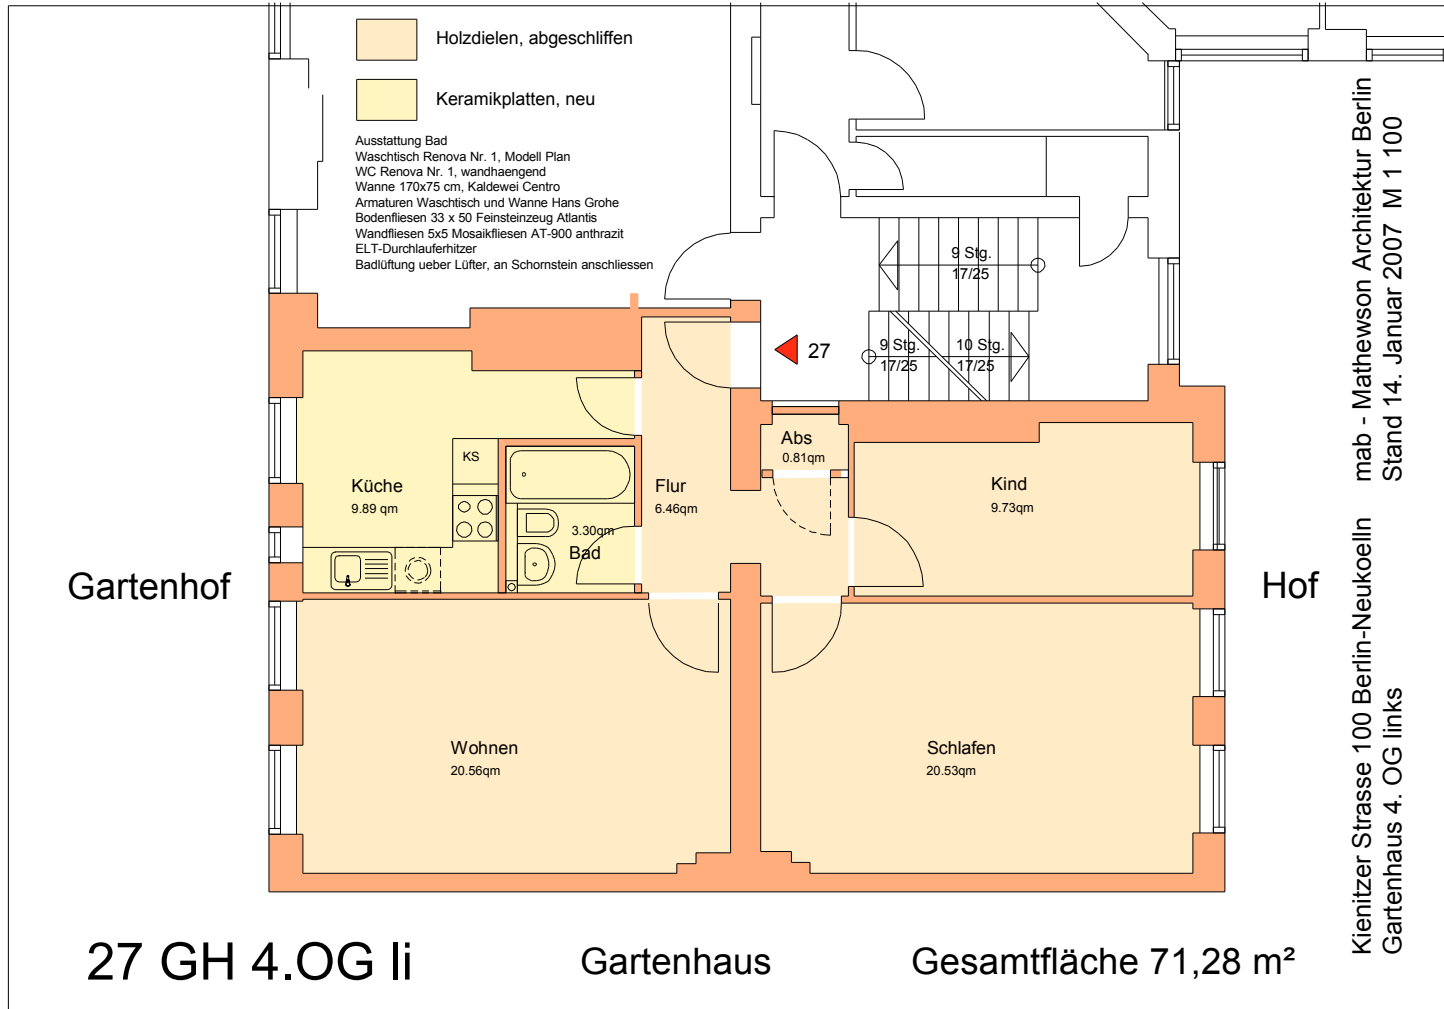 Holzdielen, abgeschliffen
Keramikplatten, neu
Ausstattung Bad
Waschtisch Renova Nr. 1, Modell Plan
WC Renova Nr. 1, wandhaengend
Wanne 170x75 cm, Kaldewei Centro
Armaturen Waschtisch und Wanne Hans Grohe
Bodenfliesen 33 x 50 Feinsteinzeug Atlantis
Wandfliesen 5x5 Mosaikfliesen AT-900 anthrazit
ELT-Durchlauferhitzer
Badlüftung ueber Lüfter, an Schornstein anschliessen
9 Stg.
17/25
9 Stg.
17/25
10 Stg.
17/25
27
Abs
0.81qm
KS
Küche
9.89 qm
Flur
6.46qm
Kind
9.73qm
3.30qm
Bad
Gartenhof
Hof
Wohnen
20.56qm
Schlafen
20.53qm
27 GH 4.OG li
Gartenhaus
Gesamtfläche 71,28 m²
Kienitzer Strasse 100 Berlin-Neukoelln
Gartenhaus 4. OG links
mab - Mathewson Architektur Berlin
Stand 14. Januar 2007 M 1 100